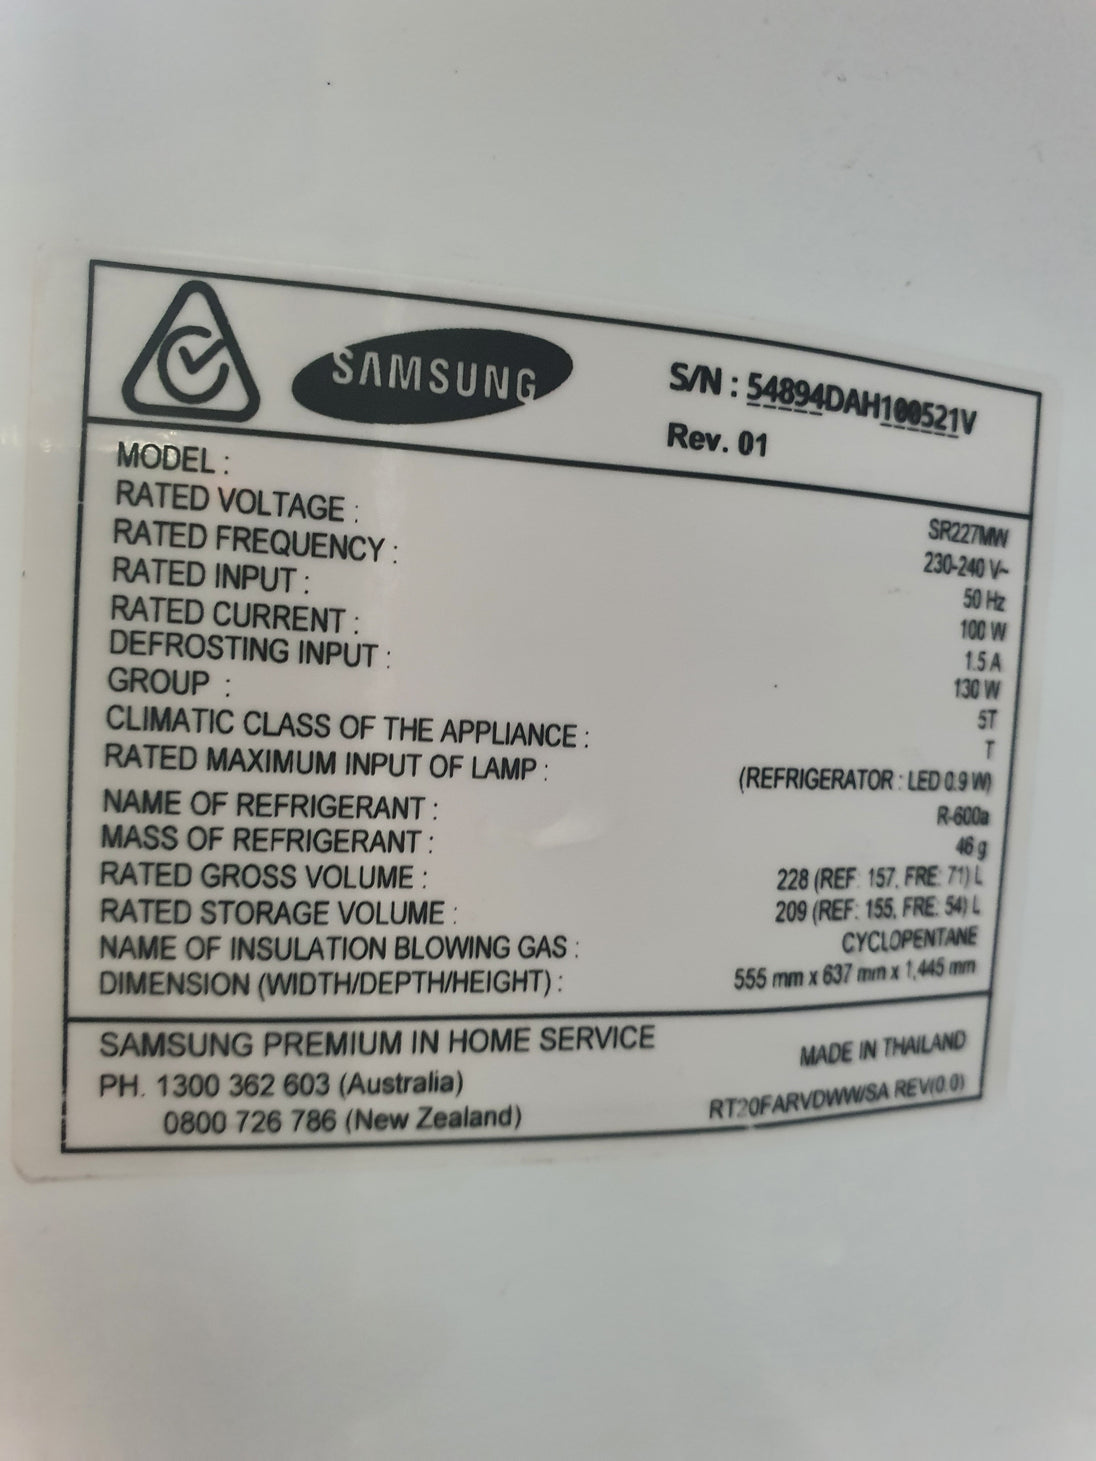 SAMSUNG
S/N : 54894DAH100521V
Rev. 01
MODEL : SR227MW
RATED VOLTAGE : 230-240 V~
RATED FREQUENCY : 50 Hz
RATED INPUT : 100 W
RATED CURRENT : 1.5 A
DEFROSTING INPUT : 130 W
GROUP : 5T
CLIMATIC CLASS OF THE APPLIANCE : T
RATED MAXIMUM INPUT OF LAMP : (REFRIGERATOR : LED 0.9 W)
NAME OF REFRIGERANT : R-600a
MASS OF REFRIGERANT : 46 g
RATED GROSS VOLUME : 228 (REF: 157, FRE: 71) L
RATED STORAGE VOLUME : 209 (REF: 155, FRE: 54) L
NAME OF INSULATION BLOWING GAS : CYCLOPENTANE
DIMENSION (WIDTH/DEPTH/HEIGHT) : 555 mm x 637 mm x 1,445 mm
SAMSUNG PREMIUM IN HOME SERVICE
PH. 1300 362 603 (Australia)
0800 726 786 (New Zealand)
MADE IN THAILAND
RT20FARVDWW/SA REV(0.0)